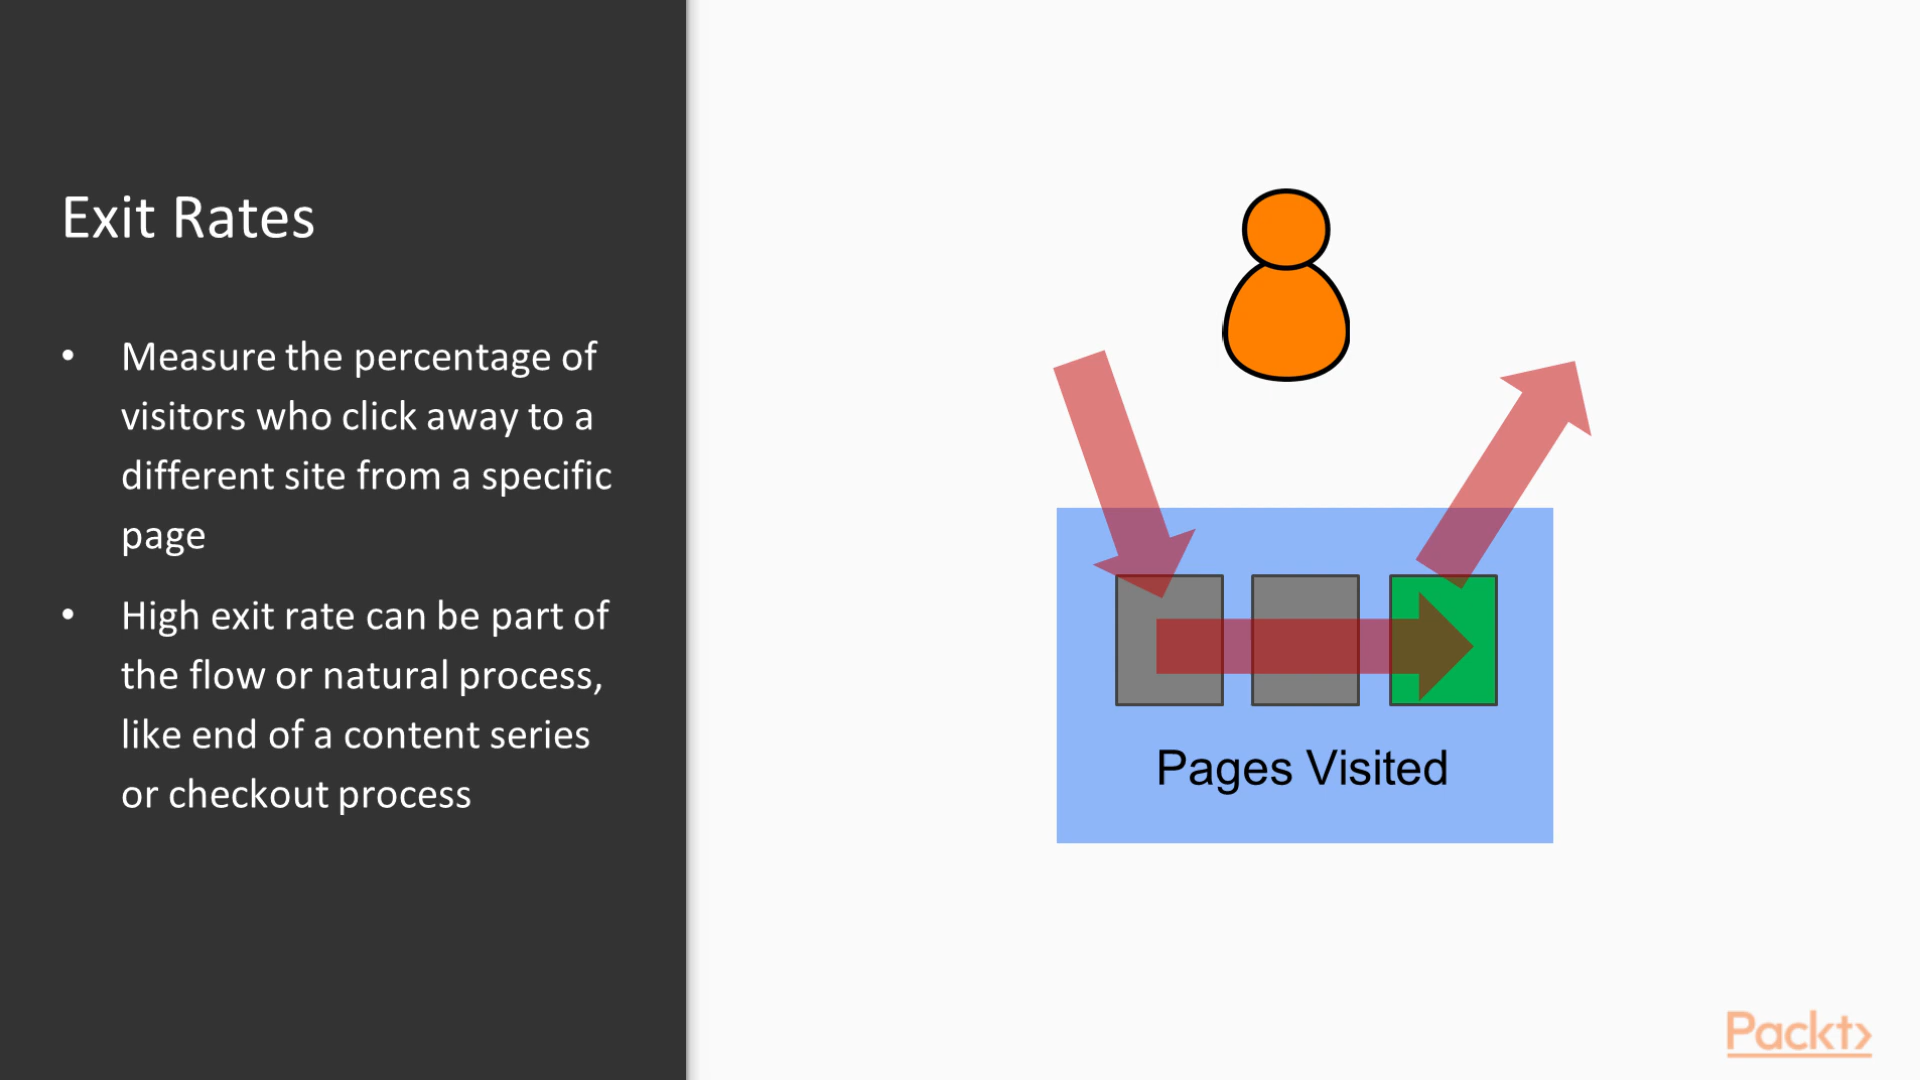 Exit Rates
• Measure the percentage of
visitors who click away to a
different site from a specific
page
• High exit rate can be part of
the flow or natural process,
like end of a content series
or checkout process
Pages Visited
Packt>